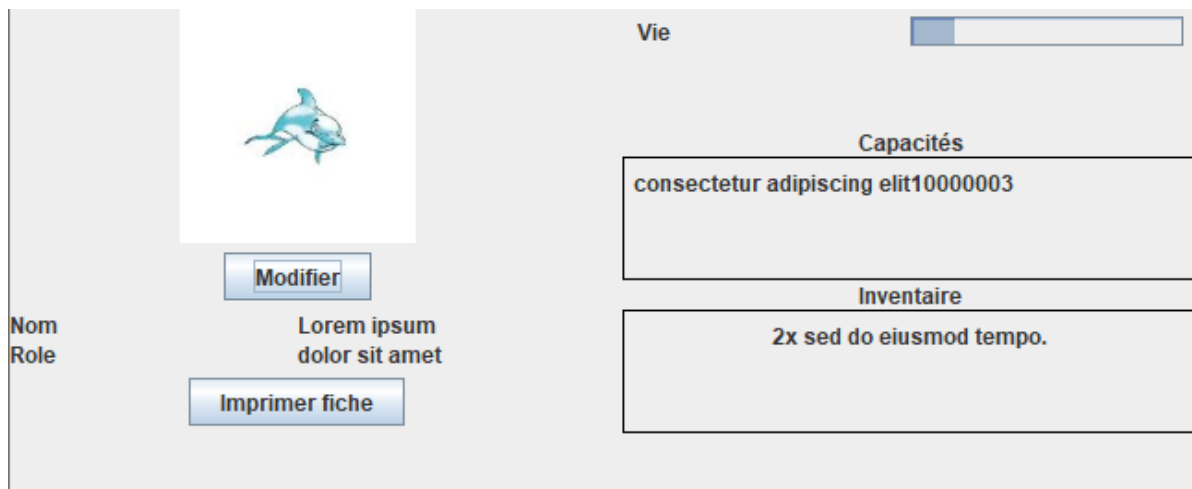 Vie
Capacités
consectetur adipiscing elit10000003
Modifier
Inventaire
Nom Lorem ipsum
2x sed do eiusmod tempo.
Role dolor sit amet
Imprimer fiche